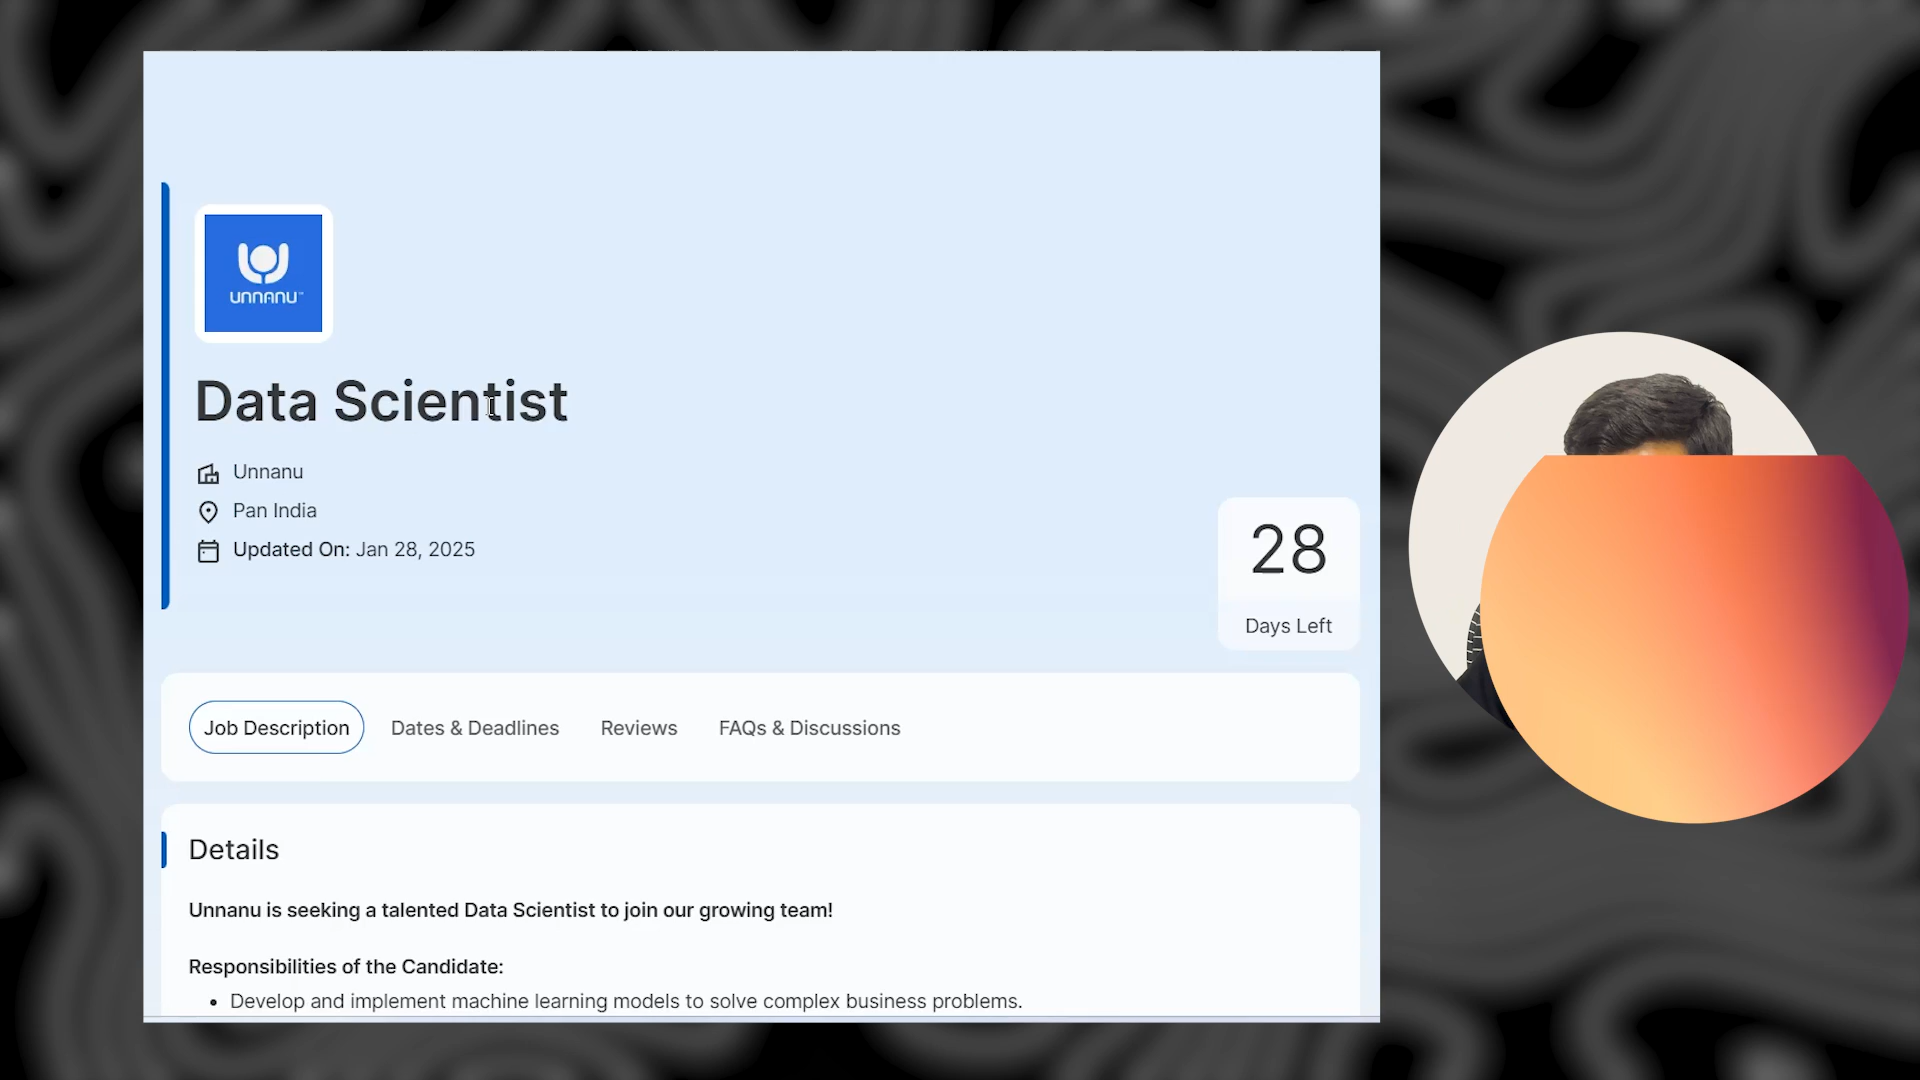 UNNANU™
Data Scientist
Unnanu
Pan India
Updated On: Jan 28, 2025
28
Days Left
Job Description
Dates & Deadlines
Reviews
FAQs & Discussions
Details
Unnanu is seeking a talented Data Scientist to join our growing team!
Responsibilities of the Candidate:
• Develop and implement machine learning models to solve complex business problems.